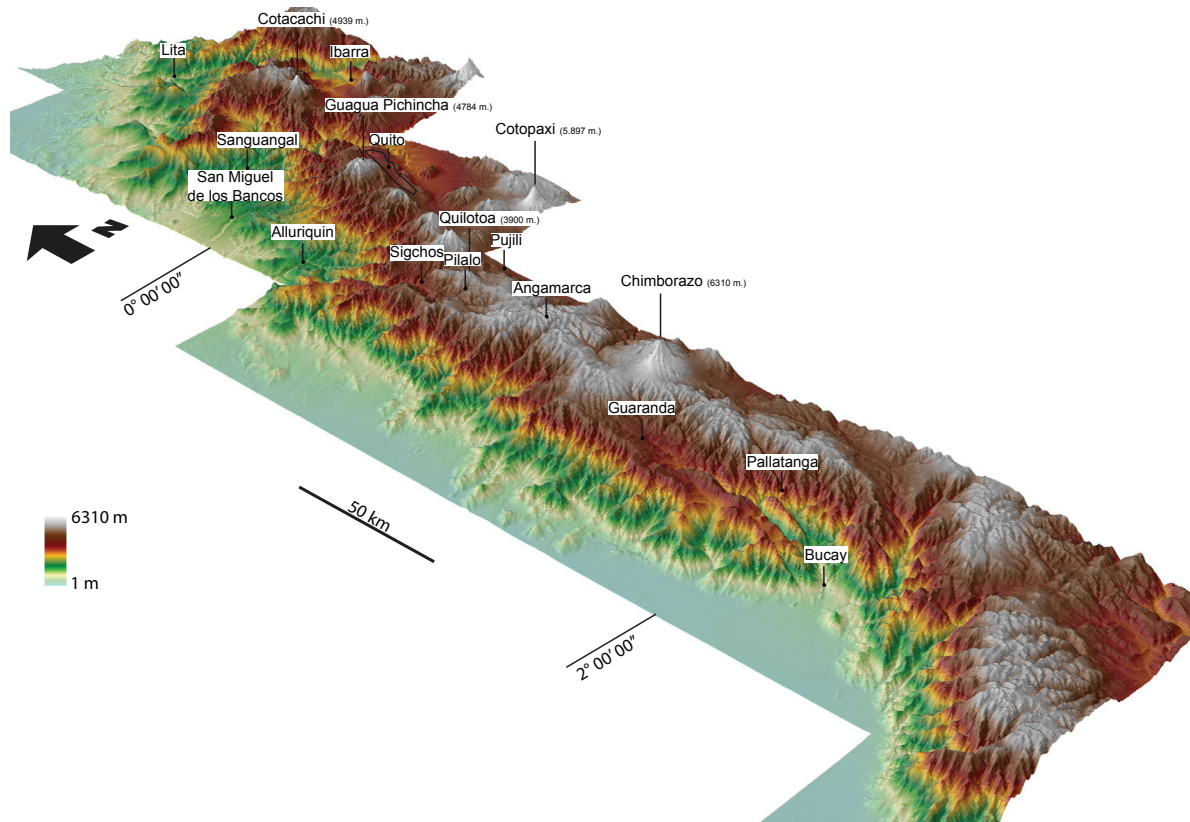 Cotacachi (4939 m.)
Lita
Ibarra
Guagua Pichincha (4784 m.)
Cotopaxi (5.897 m.)
Sanguangal
Quito
San Miguel
de los Bancos
Quilotoa (3900 m.)
N
Alluriquin
Pujili
Sigchos
Pilalo
Chimborazo (6310 m.)
Angamarca
0° 00' 00"
Guaranda
Pallatanga
50 km
6310 m
1 m
Bucay
2° 00' 00"